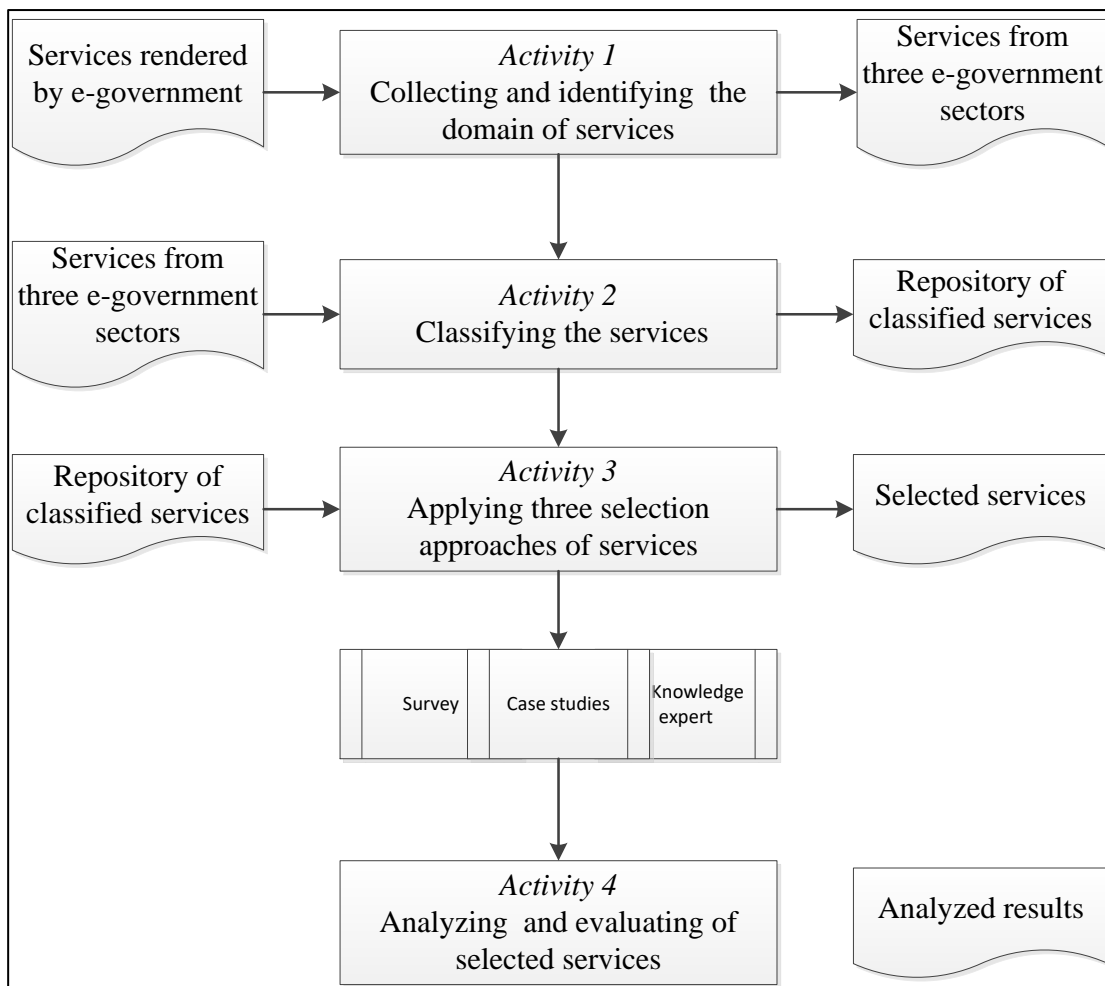 Services rendered
by e-government
Activity 1
Collecting and identifying the
domain of services
Services from
three e-government
sectors
Services from
three e-government
sectors
Activity 2
Classifying the services
Repository of
classified services
Repository of
classified services
Activity 3
Applying three selection
approaches of services
Selected services
Survey
Case studies
Knowledge
expert
Activity 4
Analyzing and evaluating of
selected services
Analyzed results